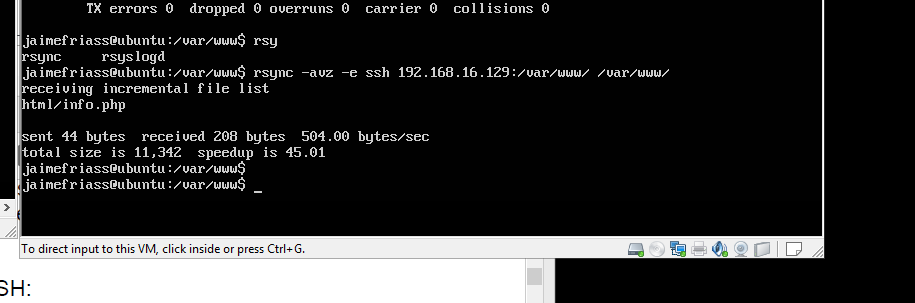 TX errors 0  dropped 0 overruns 0  carrier 0  collisions 0
jaimefriass@ubuntu:/var/www$ rsy
rsync     rsyslogd
jaimefriass@ubuntu:/var/www$ rsync -avz -e ssh 192.168.16.129:/var/www/ /var/www/
receiving incremental file list
html/info.php
sent 44 bytes  received 208 bytes  504.00 bytes/sec
total size is 11,342  speedup is 45.01
jaimefriass@ubuntu:/var/www$
jaimefriass@ubuntu:/var/www$ _
To direct input to this VM, click inside or press Ctrl+G.
SH: